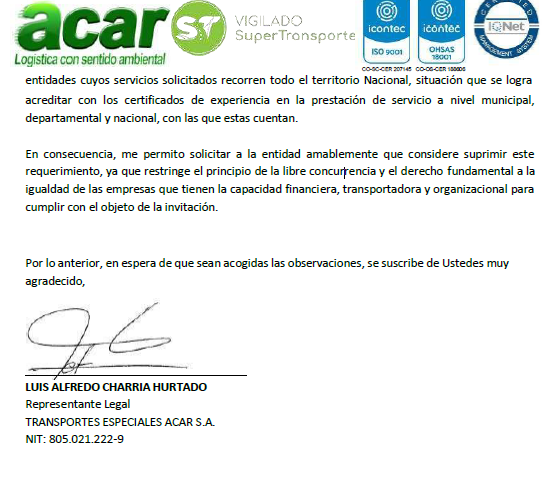 acar
Logística con sentido ambiental
ST
VIGILADO
SuperTransporte
icontec
ISO 9001
CO-SC-CER 207145
icontec
OHSAS
18001
IQNet
MANAGEMENT SYSTEM
entidades cuyos servicios solicitados recorren todo el territorio Nacional, situación que se logra
acreditar con los certificados de experiencia en la prestación de servicio a nivel municipal,
departamental y nacional, con las que estas cuentan.
En consecuencia, me permito solicitar a la entidad amablemente que considere suprimir este
requerimiento, ya que restringe el principio de la libre concurrencia y el derecho fundamental a la
igualdad de las empresas que tienen la capacidad financiera, transportadora y organizacional para
cumplir con el objeto de la invitación.
Por lo anterior, en espera de que sean acogidas las observaciones, se suscribe de Ustedes muy
agradecido,
LUIS ALFREDO CHARRIA HURTADO
Representante Legal
TRANSPORTES ESPECIALES ACAR S.A.
NIT: 805.021.222-9